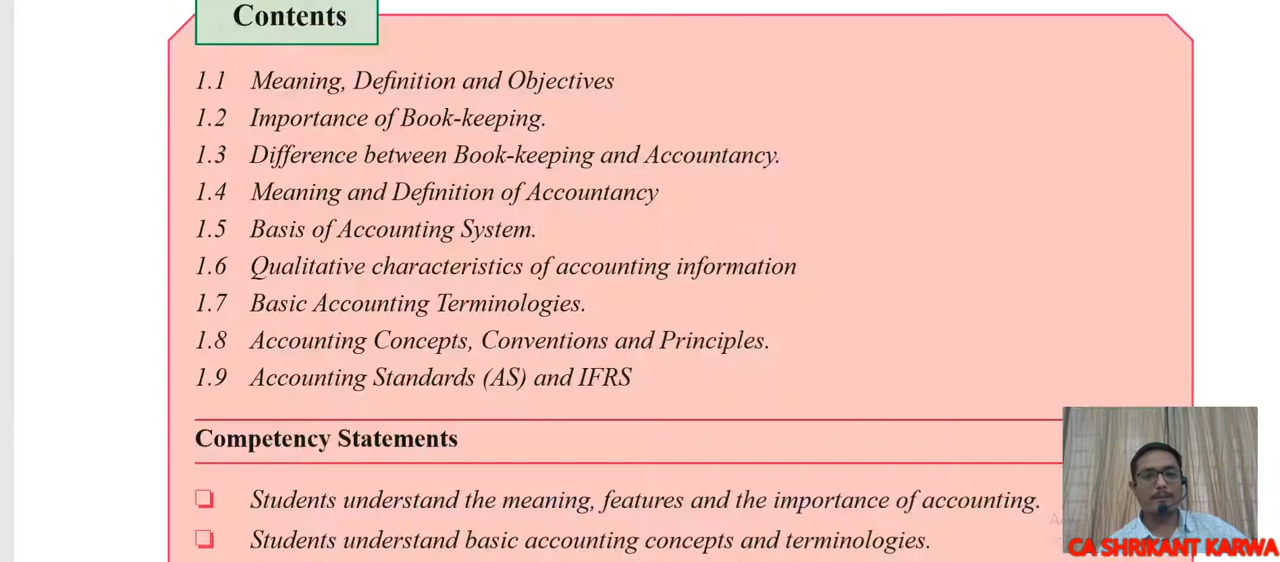 Contents
1.1 Meaning, Definition and Objectives
1.2 Importance of Book-keeping.
1.3 Difference between Book-keeping and Accountancy.
1.4 Meaning and Definition of Accountancy
1.5 Basis of Accounting System.
1.6 Qualitative characteristics of accounting information
1.7 Basic Accounting Terminologies.
1.8 Accounting Concepts, Conventions and Principles.
1.9 Accounting Standards (AS) and IFRS
Competency Statements
Students understand the meaning, features and the importance of accounting.
Students understand basic accounting concepts and terminologies.
CA SHRIKANT KARWA